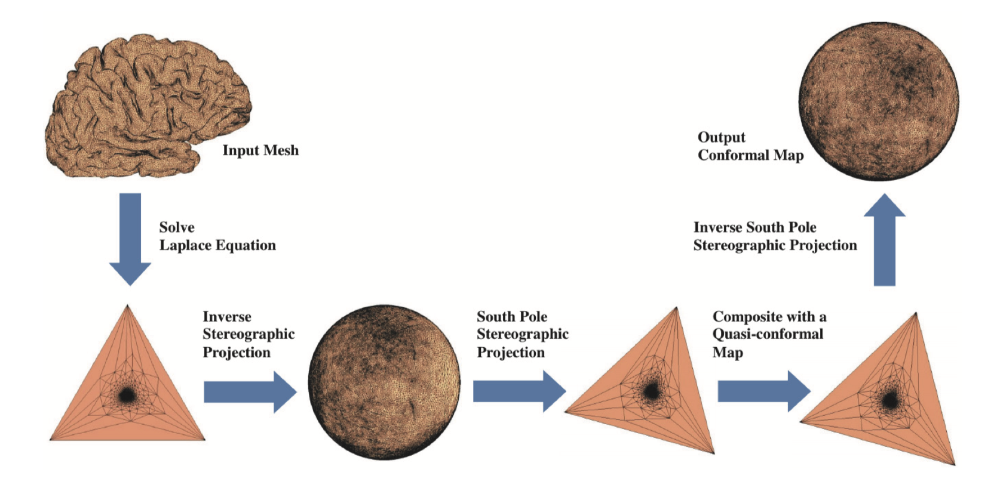 Input Mesh
Solve
Laplace Equation
Inverse
Stereographic
Projection
South Pole
Stereographic
Projection
Composite with a
Quasi-conformal
Map
Inverse South Pole
Stereographic Projection
Output
Conformal Map